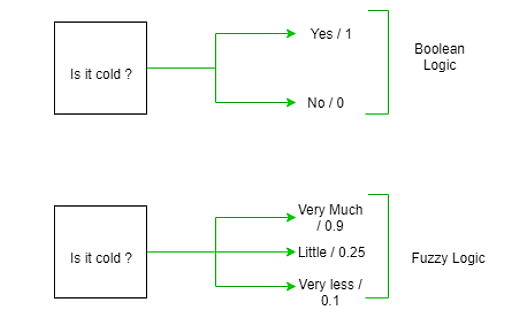 Is it cold ?
Yes / 1
No / 0
Boolean
Logic
Is it cold ?
Very Much
/ 0.9
Little / 0.25
Very less /
0.1
Fuzzy Logic